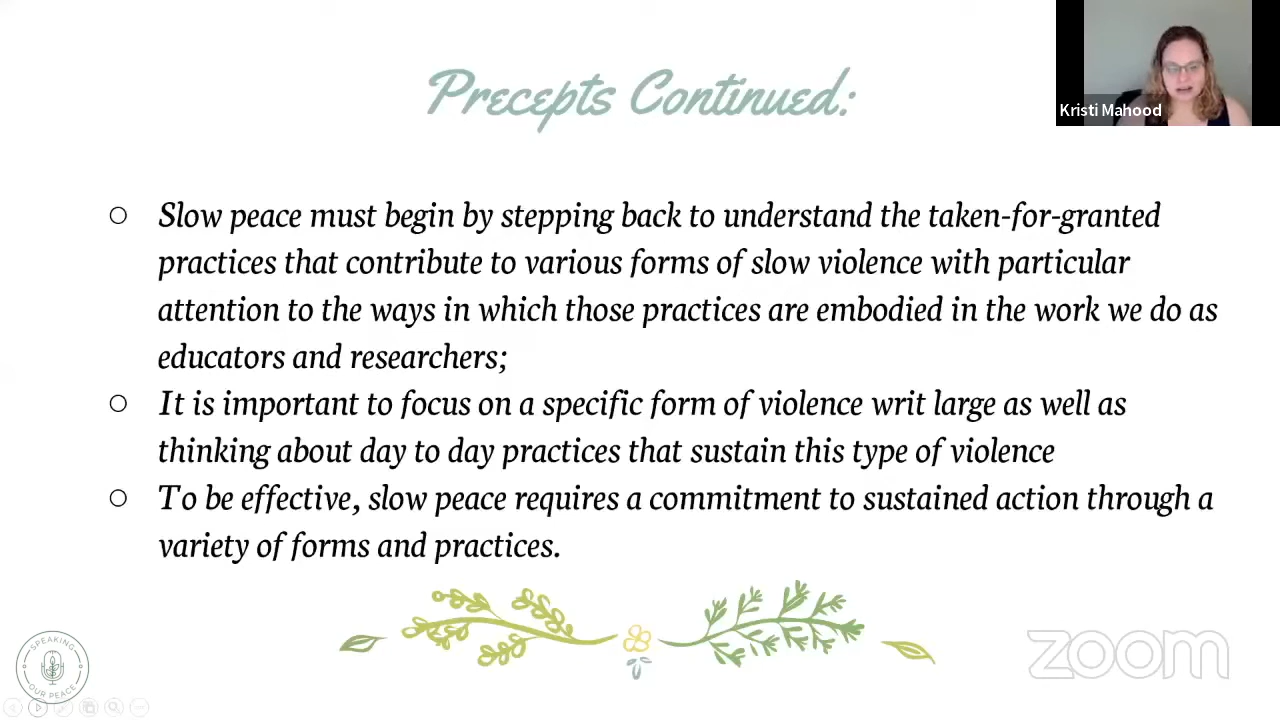 Precepts Continued:
Kristi Mahood
○ Slow peace must begin by stepping back to understand the taken-for-granted
practices that contribute to various forms of slow violence with particular
attention to the ways in which those practices are embodied in the work we do as
educators and researchers;
○ It is important to focus on a specific form of violence writ large as well as
thinking about day to day practices that sustain this type of violence
○ To be effective, slow peace requires a commitment to sustained action through a
variety of forms and practices.
SPEAKING
OUR PEACE
zoom